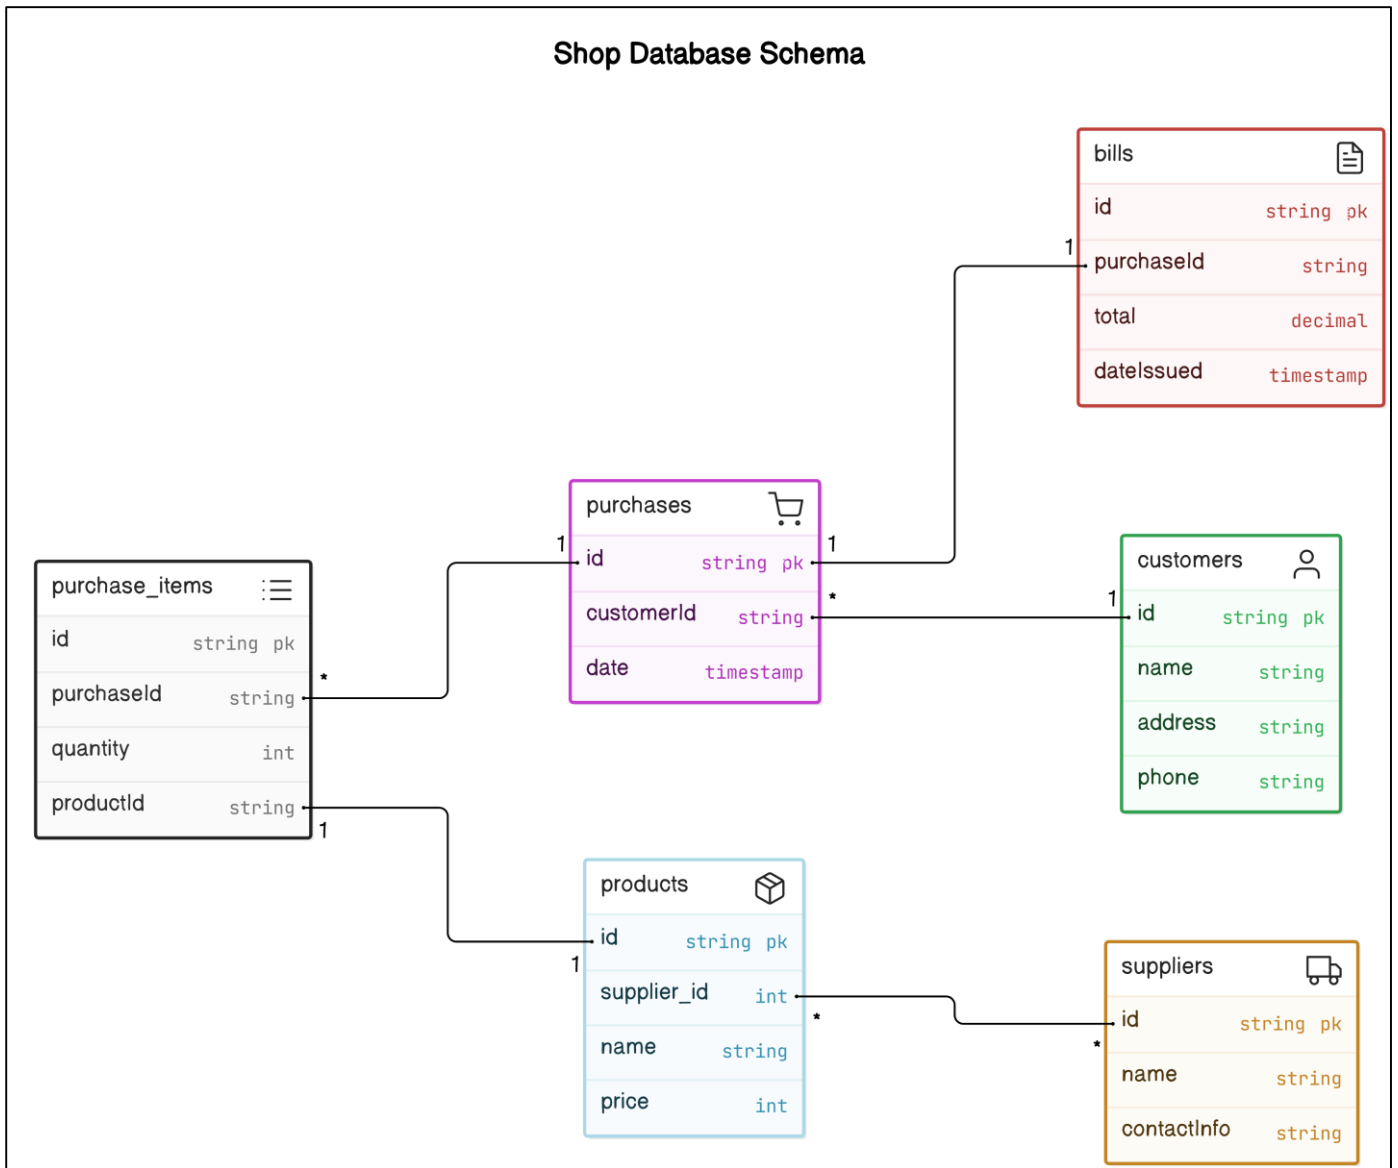 Shop Database Schema
bills
id string pk
1
purchaseId string
total decimal
dateIssued timestamp
purchases
1 id string pk 1
customerId string *
date timestamp
customers
1 id string pk
name string
address string
phone string
purchase_items
id string pk
purchaseId string *
quantity int
productId string
1
products
id string pk
1
supplier_id int
*
name string
price int
suppliers
id string pk
*
name string
contactInfo string